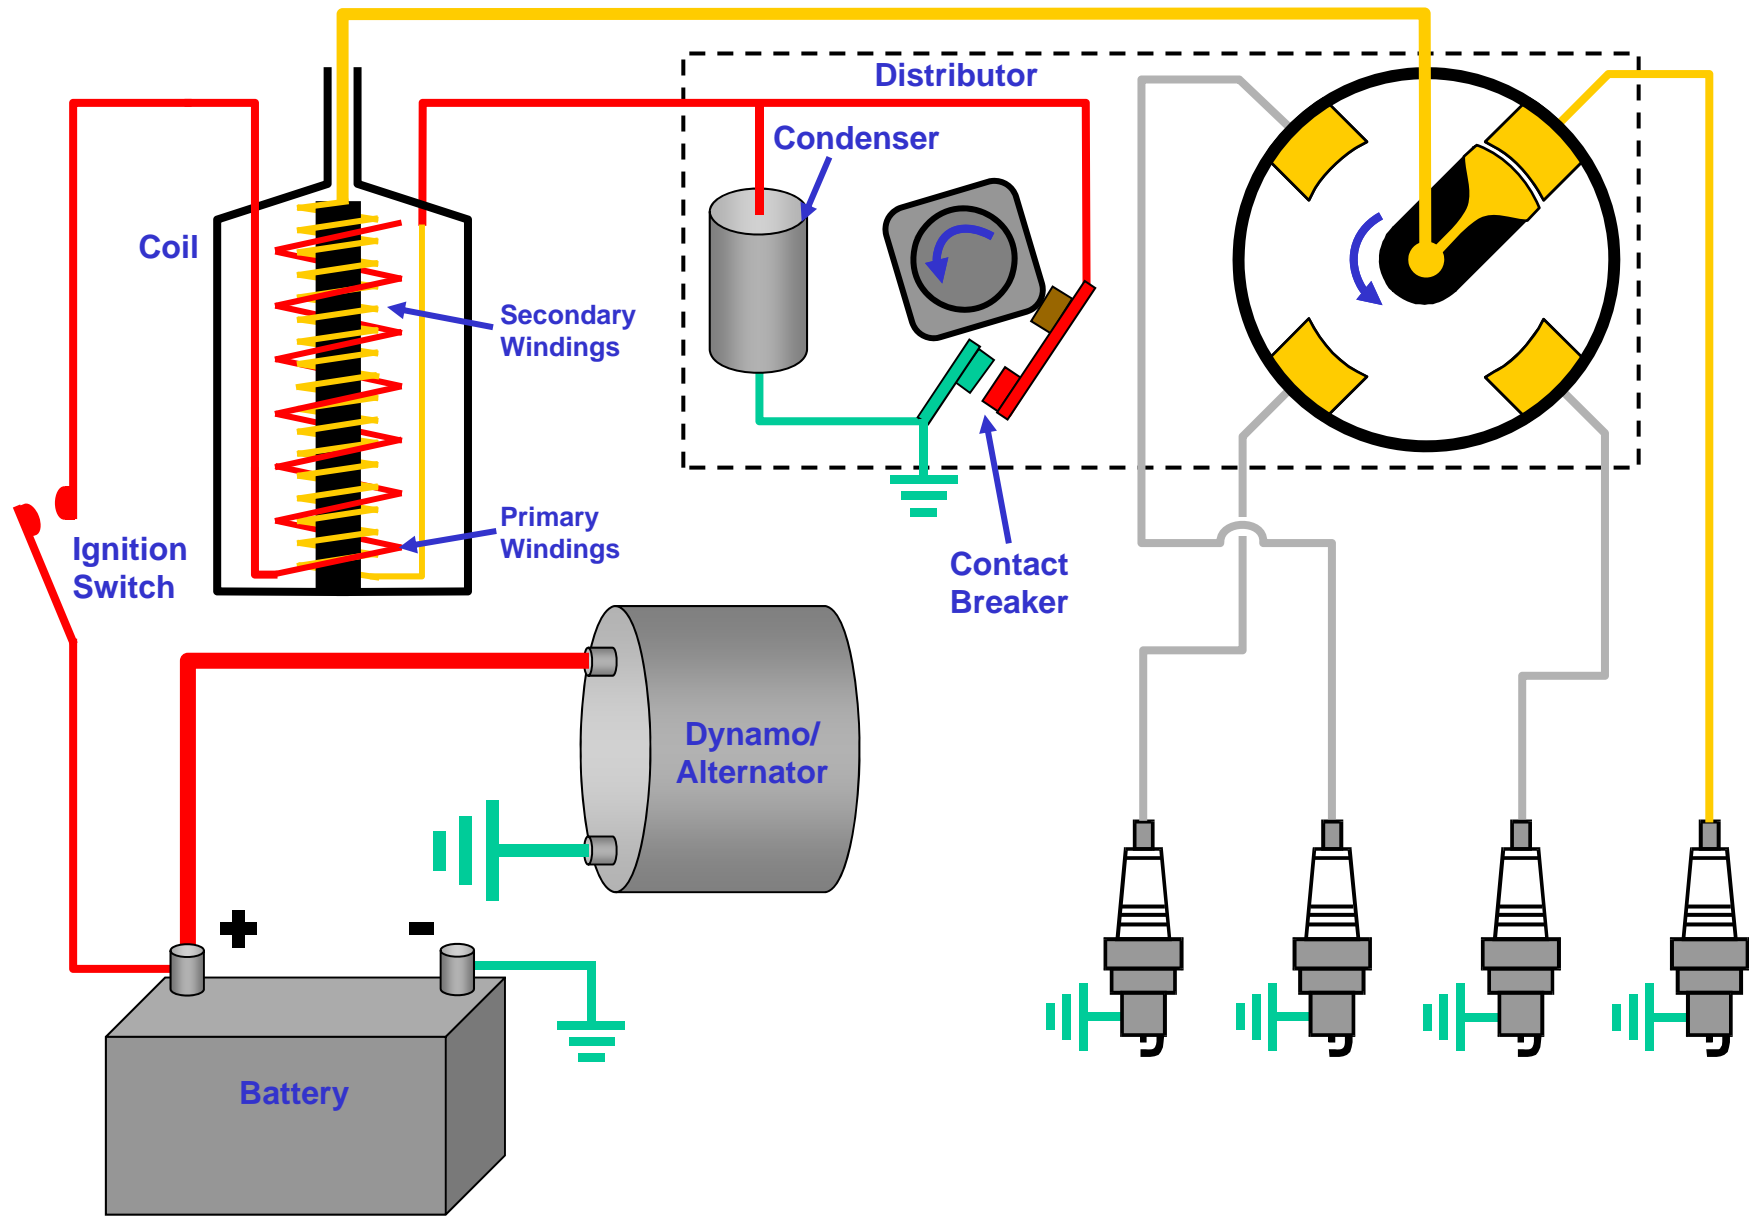 Distributor
Condenser
Coil
Secondary
Windings
Primary
Windings
Ignition
Switch
Contact
Breaker
Dynamo/
Alternator
+ -
Battery